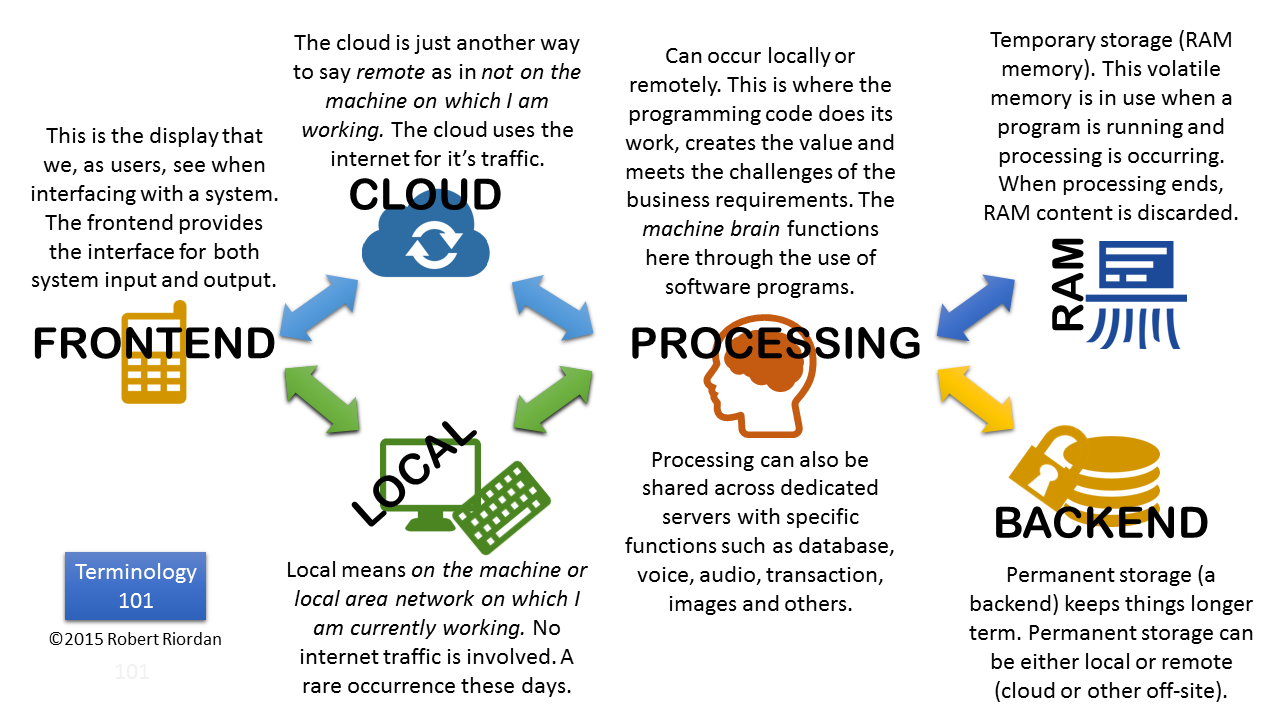 This is the display that
we, as users, see when
interfacing with a system.
The frontend provides
the interface for both
system input and output.
FRONTEND
The cloud is just another way
to say remote as in not on the
machine on which I am
working. The cloud uses the
internet for it’s traffic.
CLOUD
LOCAL
Local means on the machine or
local area network on which I
am currently working. No
internet traffic is involved. A
rare occurrence these days.
Can occur locally or
remotely. This is where the
programming code does its
work, creates the value and
meets the challenges of the
business requirements. The
machine brain functions
here through the use of
software programs.
PROCESSING
Processing can also be
shared across dedicated
servers with specific
functions such as database,
voice, audio, transaction,
images and others.
Temporary storage (RAM
memory). This volatile
memory is in use when a
program is running and
processing is occurring.
When processing ends,
RAM content is discarded.
RAM
BACKEND
Permanent storage (a
backend) keeps things longer
term. Permanent storage can
be either local or remote
(cloud or other off-site).
Terminology
101
©2015 Robert Riordan
101